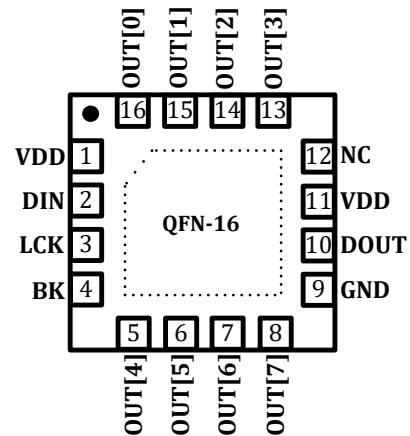 OUT[0] OUT[1] OUT[2] OUT[3]
16 15 14 13
VDD 1 12 NC
DIN 2 11 VDD
QFN-16
LCK 3 10 DOUT
BK 4 9 GND
5 6 7 8
OUT[4] OUT[5] OUT[6] OUT[7]